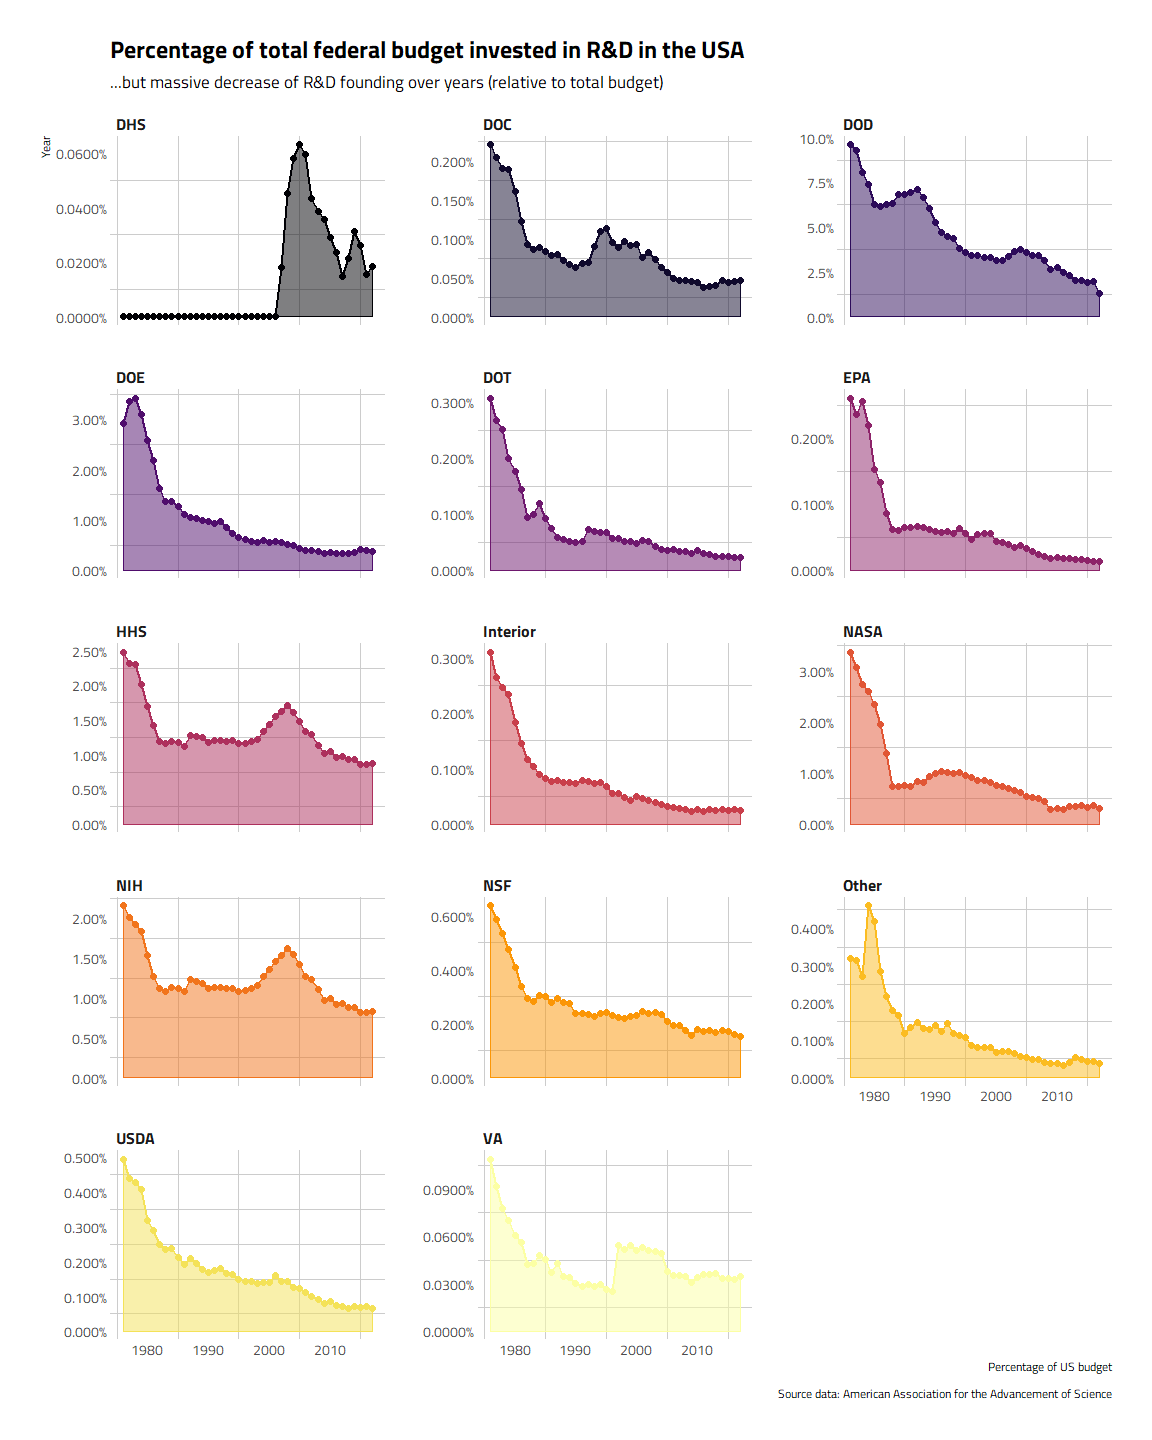 Percentage of total federal budget invested in R&D in the USA
...but massive decrease of R&D founding over years (relative to total budget)
Year
DHS
0.0600%
0.0400%
0.0200%
0.0000%
DOC
0.200%
0.150%
0.100%
0.050%
0.000%
DOD
10.0%
7.5%
5.0%
2.5%
0.0%
DOE
3.00%
2.00%
1.00%
0.00%
DOT
0.300%
0.200%
0.100%
0.000%
EPA
0.200%
0.100%
0.000%
HHS
2.50%
2.00%
1.50%
1.00%
0.50%
0.00%
Interior
0.300%
0.200%
0.100%
0.000%
NASA
3.00%
2.00%
1.00%
0.00%
NIH
2.00%
1.50%
1.00%
0.50%
0.00%
NSF
0.600%
0.400%
0.200%
0.000%
Other
0.400%
0.300%
0.200%
0.100%
0.000%
1980 1990 2000 2010
USDA
0.500%
0.400%
0.300%
0.200%
0.100%
0.000%
1980 1990 2000 2010
VA
0.0900%
0.0600%
0.0300%
0.0000%
1980 1990 2000 2010
Percentage of US budget
Source data: American Association for the Advancement of Science